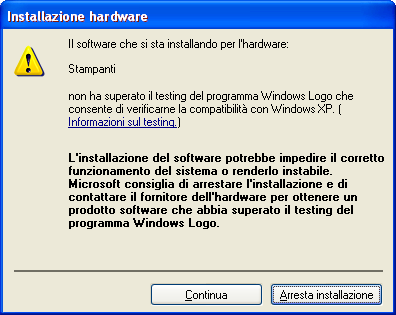 Installazione hardware
Il software che si sta installando per l'hardware:
Stampanti
non ha superato il testing del programma Windows Logo che
consente di verificarne la compatibilità con Windows XP. (
Informazioni sul testing.)
L'installazione del software potrebbe impedire il corretto
funzionamento del sistema o renderlo instabile.
Microsoft consiglia di arrestare l'installazione e di
contattare il fornitore dell'hardware per ottenere un
prodotto software che abbia superato il testing del
programma Windows Logo.
Continua
Arresta installazione